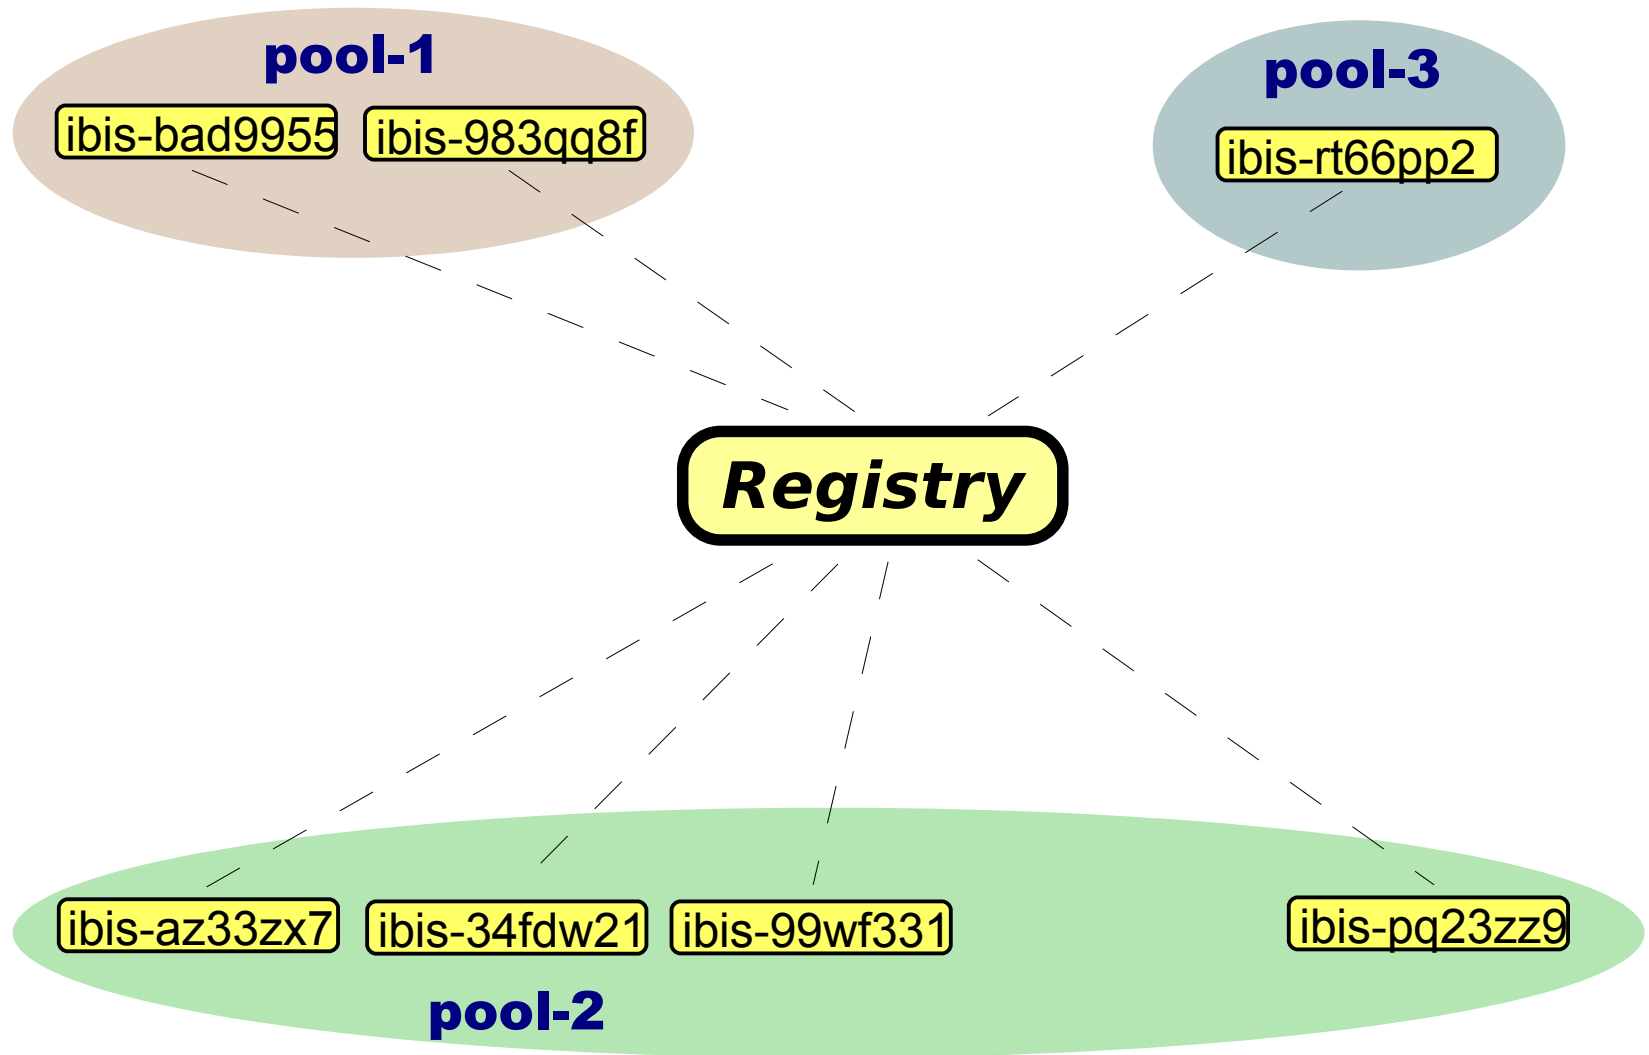 pool-1
ibis-bad9955
ibis-983qq8f
pool-3
ibis-rt66pp2
Registry
ibis-az33zx7
ibis-34fdw21
ibis-99wf331
ibis-pq23zz9
pool-2